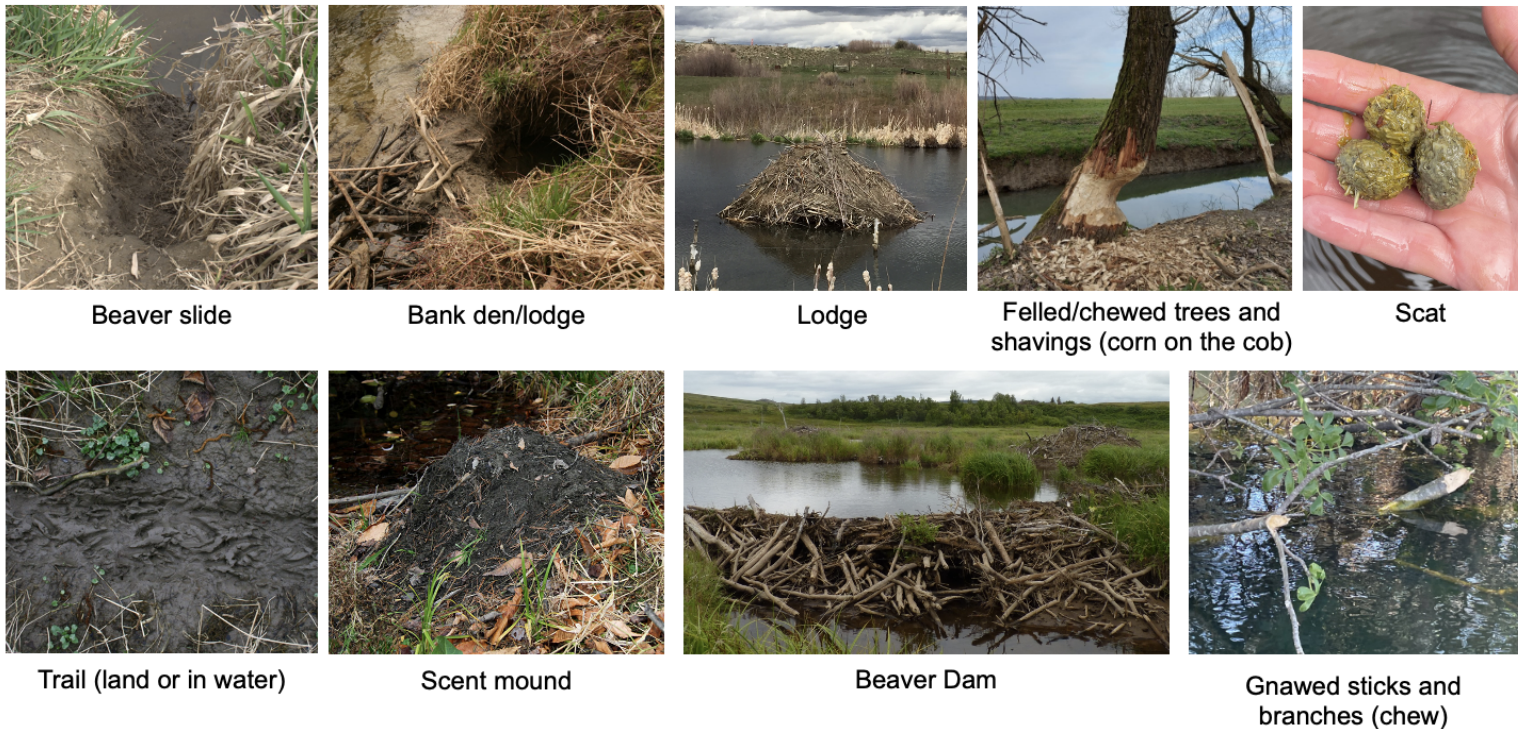 Beaver slide
Bank den/lodge
Lodge
Felled/chewed trees and
shavings (corn on the cob)
Scat
Trail (land or in water)
Scent mound
Beaver Dam
Gnawed sticks and
branches (chew)